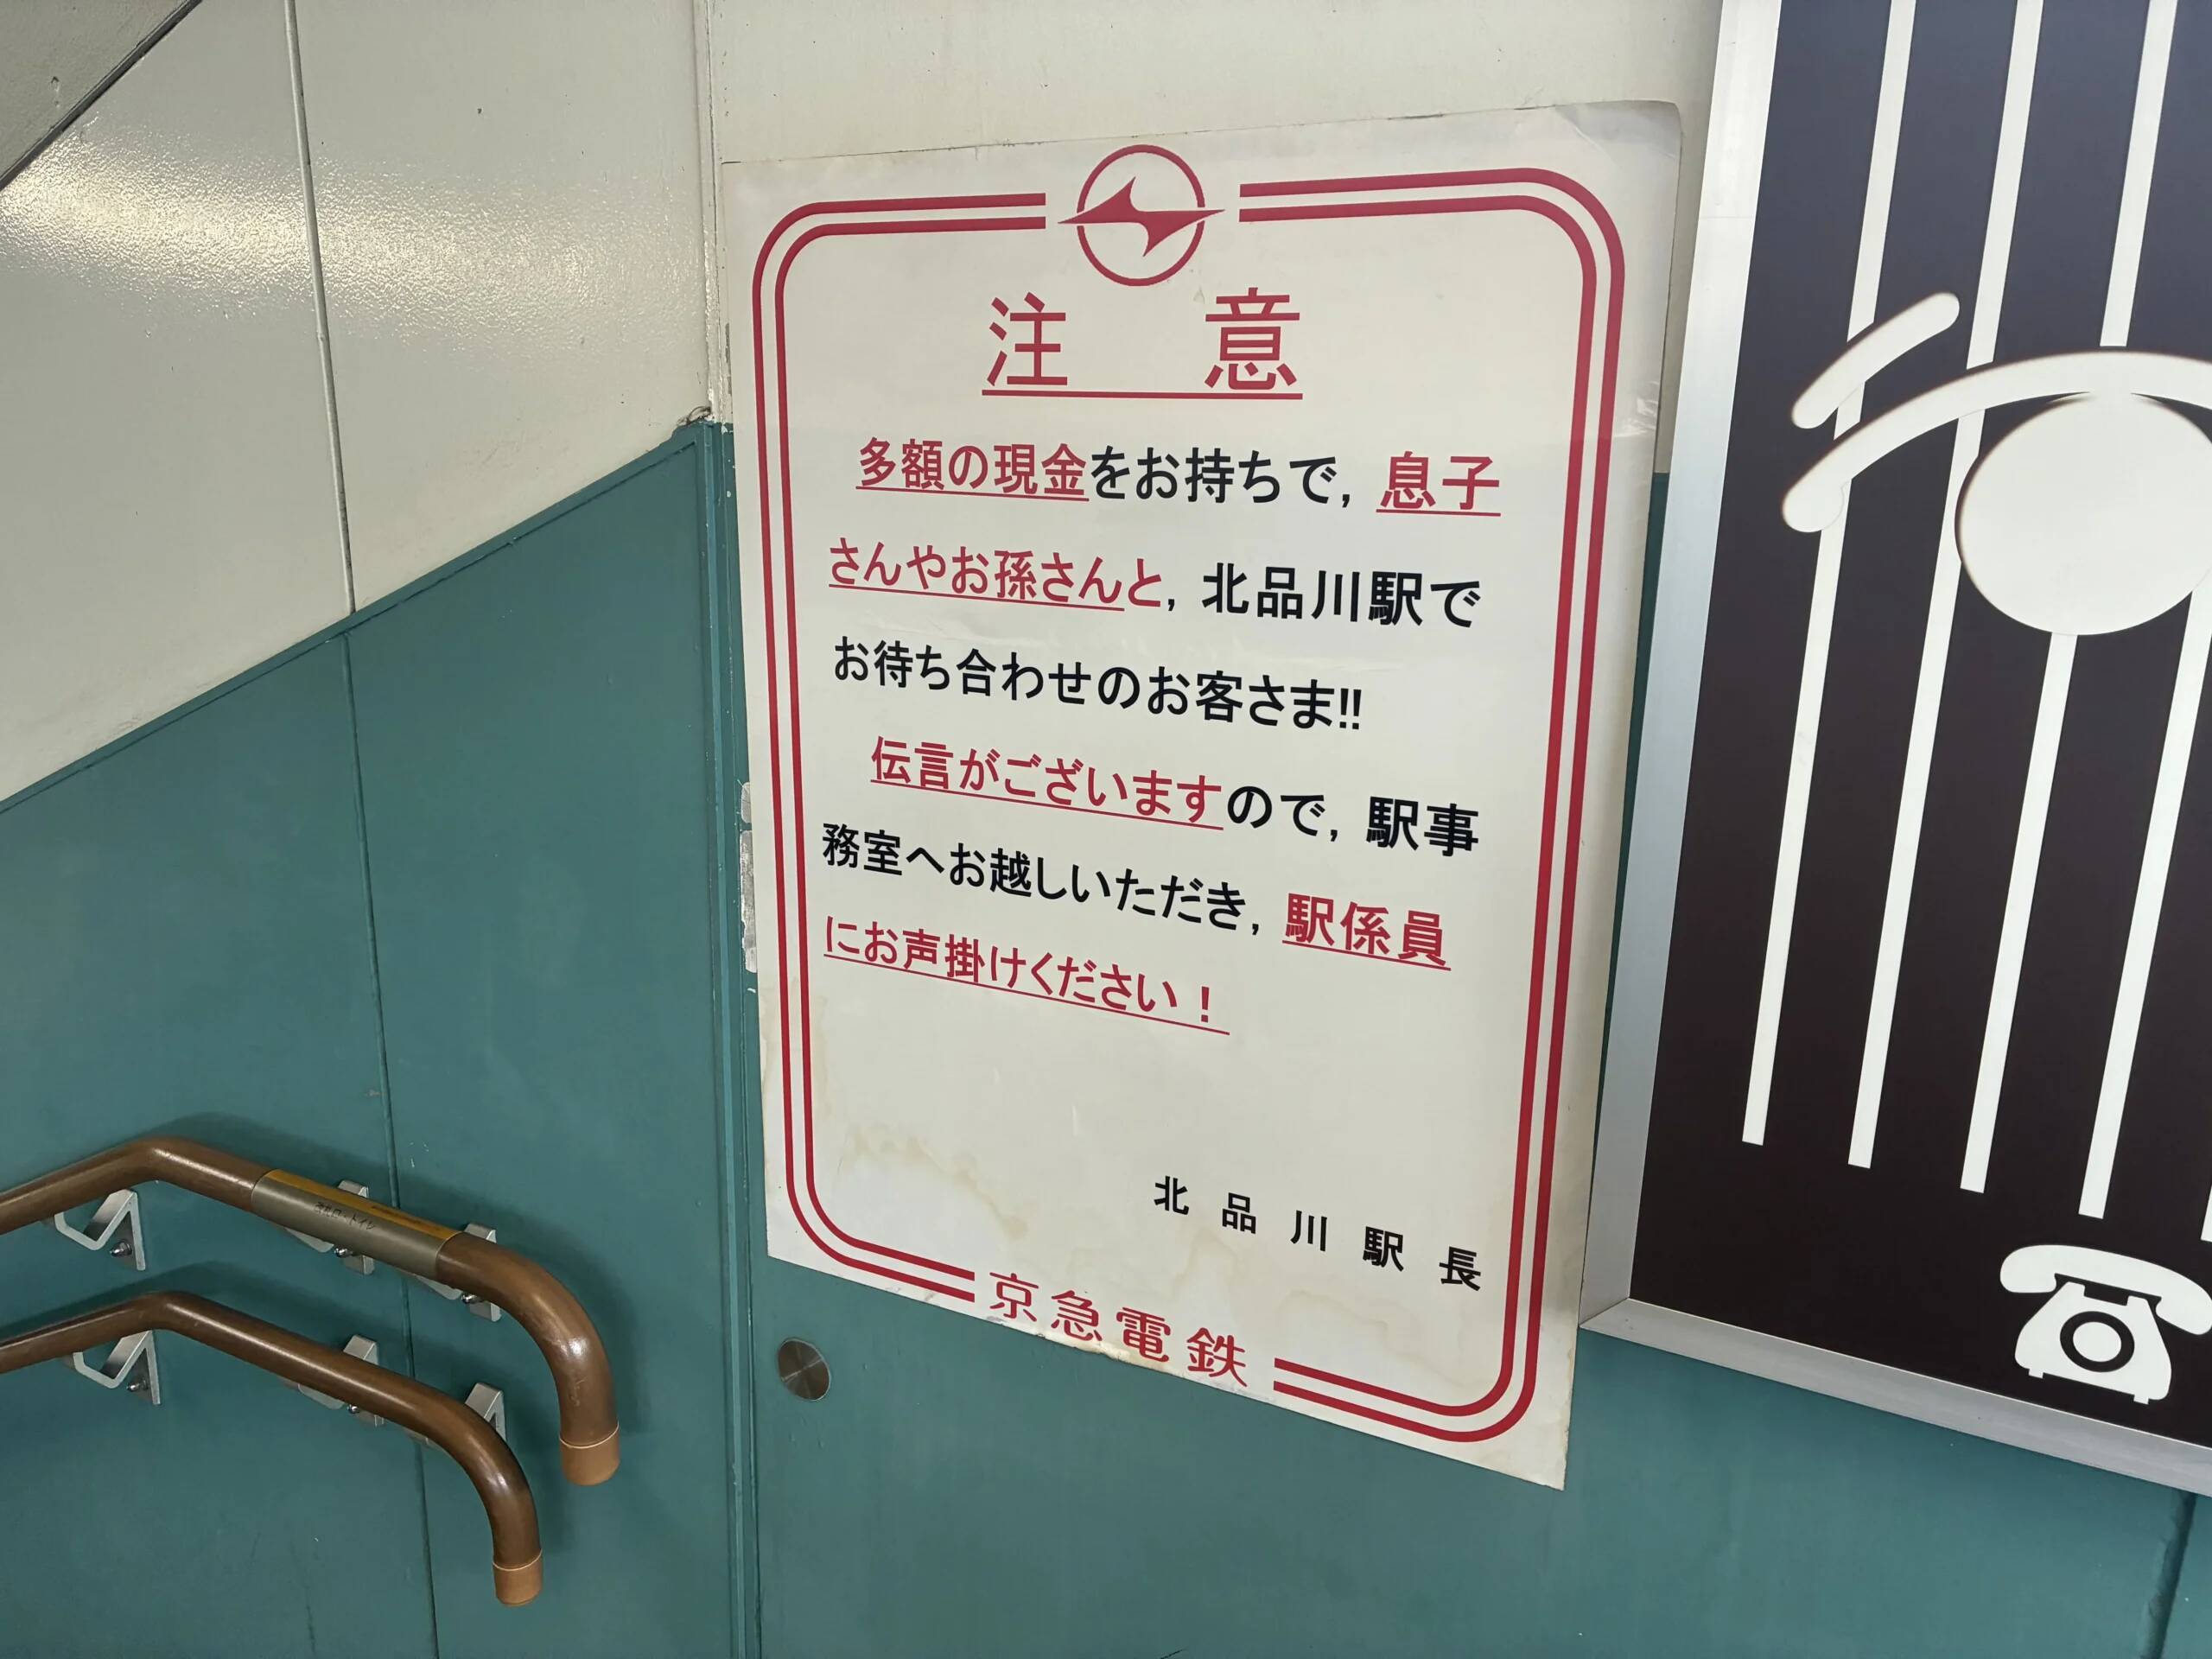 注意
多額の現金をお持ちで,息子
さんやお孫さんと,北品川駅で
お待ち合わせのお客さま!!
伝言がございますので,駅事
務室へお越しいただき,駅係員
にお声掛けください！
北品川駅長
京急電鉄